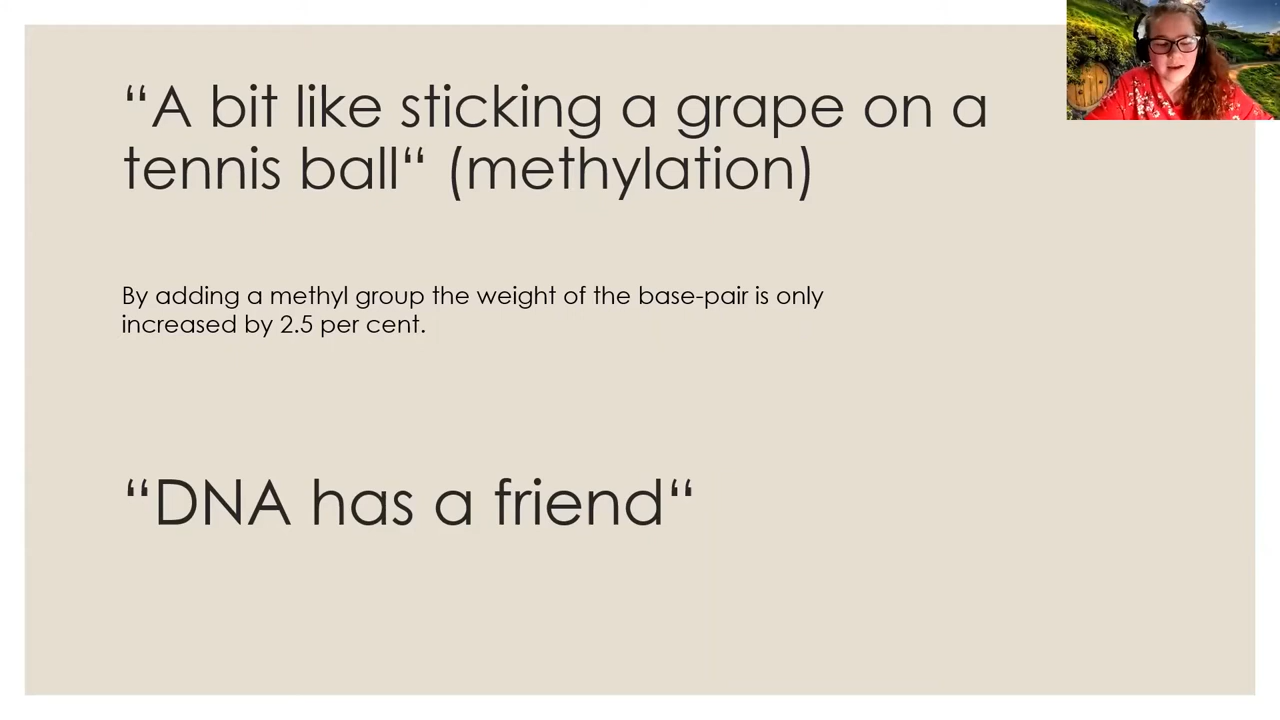 “A bit like sticking a grape on a
tennis ball“ (methylation)
By adding a methyl group the weight of the base-pair is only
increased by 2.5 per cent.
“DNA has a friend“